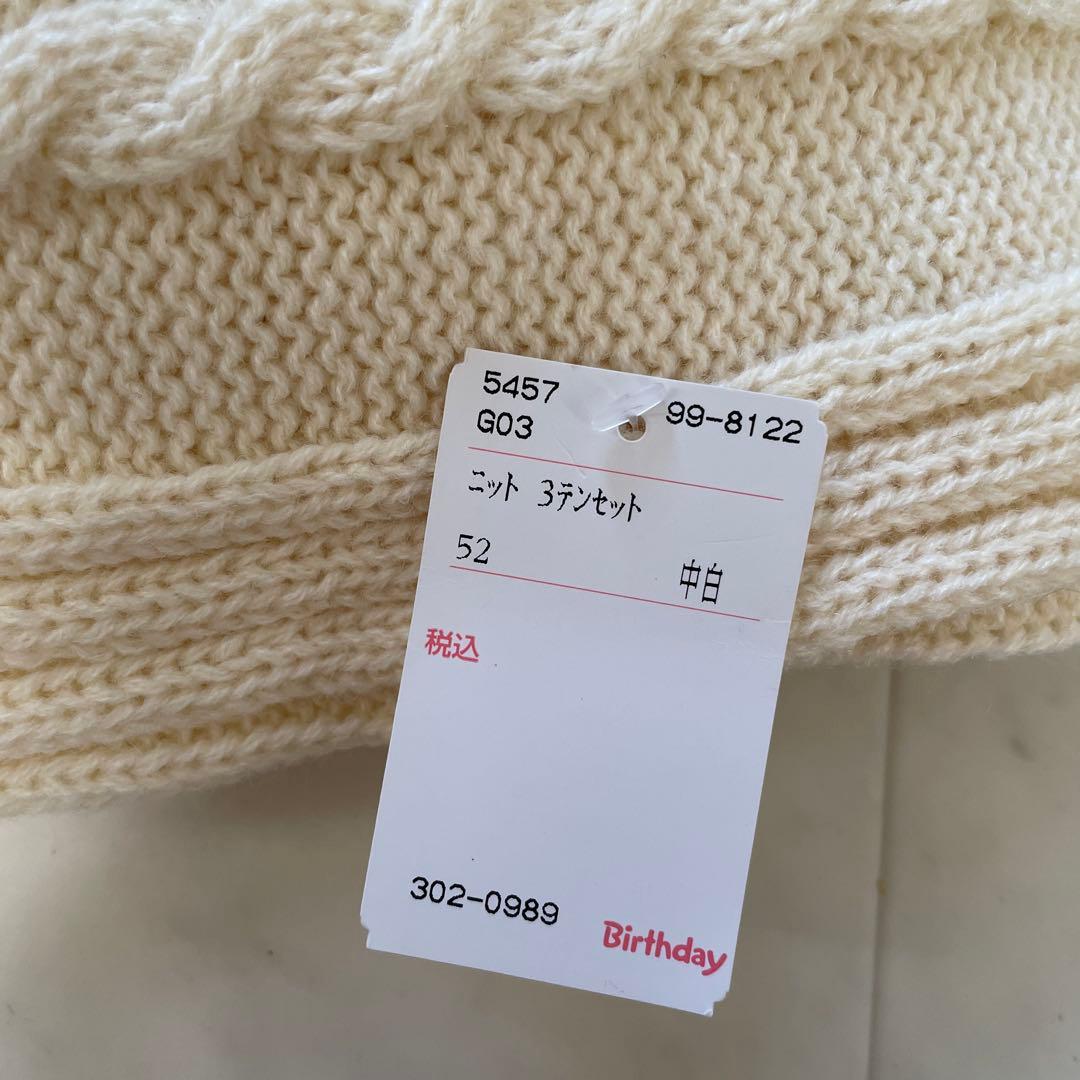 5457 99-8122
G03
ニット 3テンセット
52 中白
税込
302-0989
Birthday